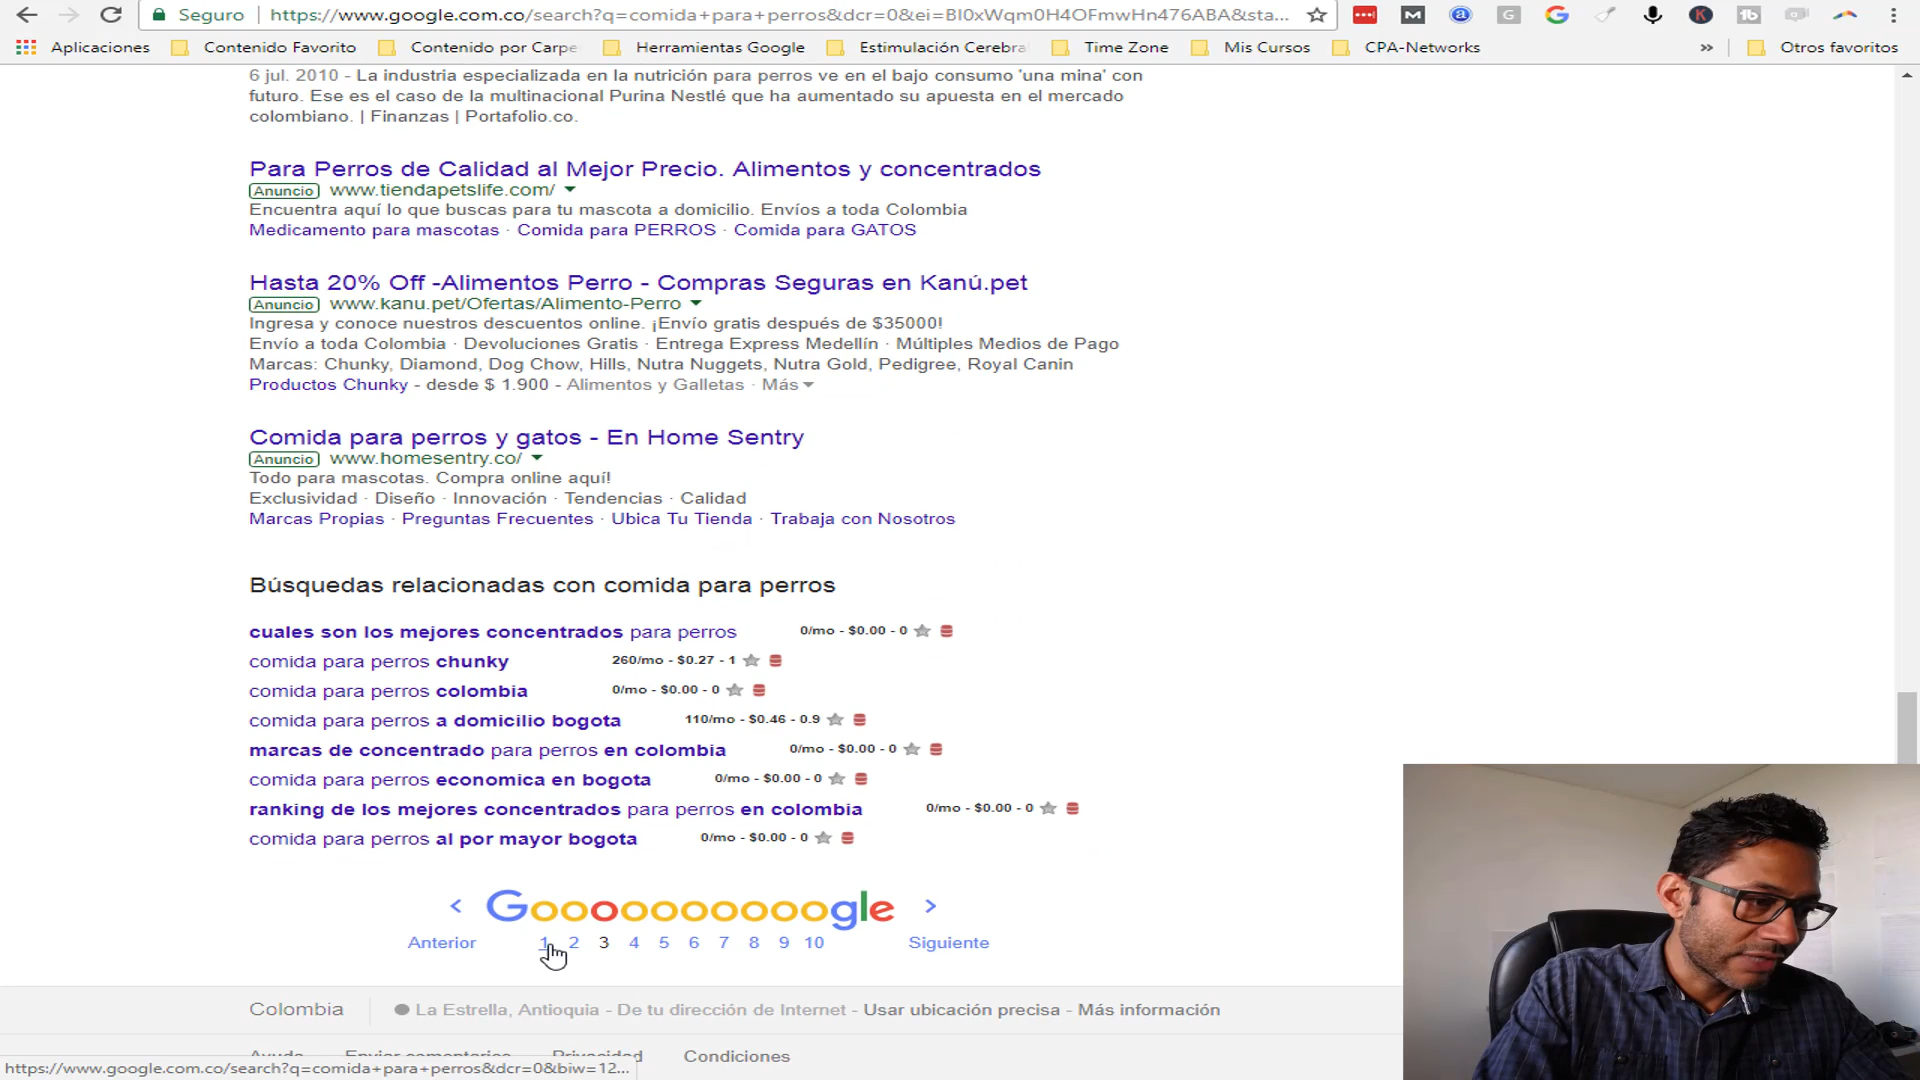 Seguro https://www.google.com.co/search?q=comida+para+perros&dcr=0&ei=BI0xWqm0H4OFmwHn476ABA&sta...
Aplicaciones Contenido Favorito Contenido por Carpe Herramientas Google Estimulación Cerebral Time Zone Mis Cursos CPA-Networks » Otros favoritos
6 jul. 2010 - La industria especializada en la nutrición para perros ve en el bajo consumo 'una mina' con
futuro. Ese es el caso de la multinacional Purina Nestlé que ha aumentado su apuesta en el mercado
colombiano. | Finanzas | Portafolio.co.
Para Perros de Calidad al Mejor Precio. Alimentos y concentrados
Anuncio www.tiendapetslife.com/
Encuentra aquí lo que buscas para tu mascota a domicilio. Envíos a toda Colombia
Medicamento para mascotas · Comida para PERROS · Comida para GATOS
Hasta 20% Off -Alimentos Perro - Compras Seguras en Kanú.pet
Anuncio www.kanu.pet/Ofertas/Alimento-Perro
Ingresa y conoce nuestros descuentos online. ¡Envío gratis después de $35000!
Envío a toda Colombia · Devoluciones Gratis · Entrega Express Medellín · Múltiples Medios de Pago
Marcas: Chunky, Diamond, Dog Chow, Hills, Nutra Nuggets, Nutra Gold, Pedigree, Royal Canin
Productos Chunky - desde $ 1.900 - Alimentos y Galletas · Más
Comida para perros y gatos - En Home Sentry
Anuncio www.homesentry.co/
Todo para mascotas. Compra online aquí!
Exclusividad · Diseño · Innovación · Tendencias · Calidad
Marcas Propias · Preguntas Frecuentes · Ubica Tu Tienda · Trabaja con Nosotros
Búsquedas relacionadas con comida para perros
cuales son los mejores concentrados para perros 0/mo - $0.00 - 0
comida para perros chunky 260/mo - $0.27 - 1
comida para perros colombia 0/mo - $0.00 - 0
comida para perros a domicilio bogota 110/mo - $0.46 - 0.9
marcas de concentrado para perros en colombia 0/mo - $0.00 - 0
comida para perros economica en bogota 0/mo - $0.00 - 0
ranking de los mejores concentrados para perros en colombia 0/mo - $0.00 - 0
comida para perros al por mayor bogota 0/mo - $0.00 - 0
< Goooooooooogle >
Anterior 1 2 3 4 5 6 7 8 9 10 Siguiente
Colombia La Estrella, Antioquia - De tu dirección de Internet - Usar ubicación precisa - Más información
Ayuda Enviar comentarios Privacidad Condiciones
https://www.google.com.co/search?q=comida+para+perros&dcr=0&biw=12...